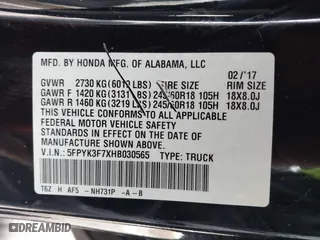 MFD. BY HONDA MFG. OF ALABAMA, LLC
02/'17
GVWR 2730 KG(6019 LBS) TIRE SIZE RIM SIZE
GAWR F 1420 KG(3131 LBS) 245/60R18 105H 18X8.0J
GAWR R 1460 KG(3219 LBS) 245/60R18 105H 18X8.0J
THIS VEHICLE CONFORMS TO ALL APPLICABLE
FEDERAL MOTOR VEHICLE SAFETY
STANDARDS IN EFFECT ON THE DATE OF
MANUFACTURE SHOWN ABOVE.
V.I.N.: 5FPYK3F7XHB030565 TYPE: TRUCK
T6Z H AF5 - NH731P -A-B
DREAMBID